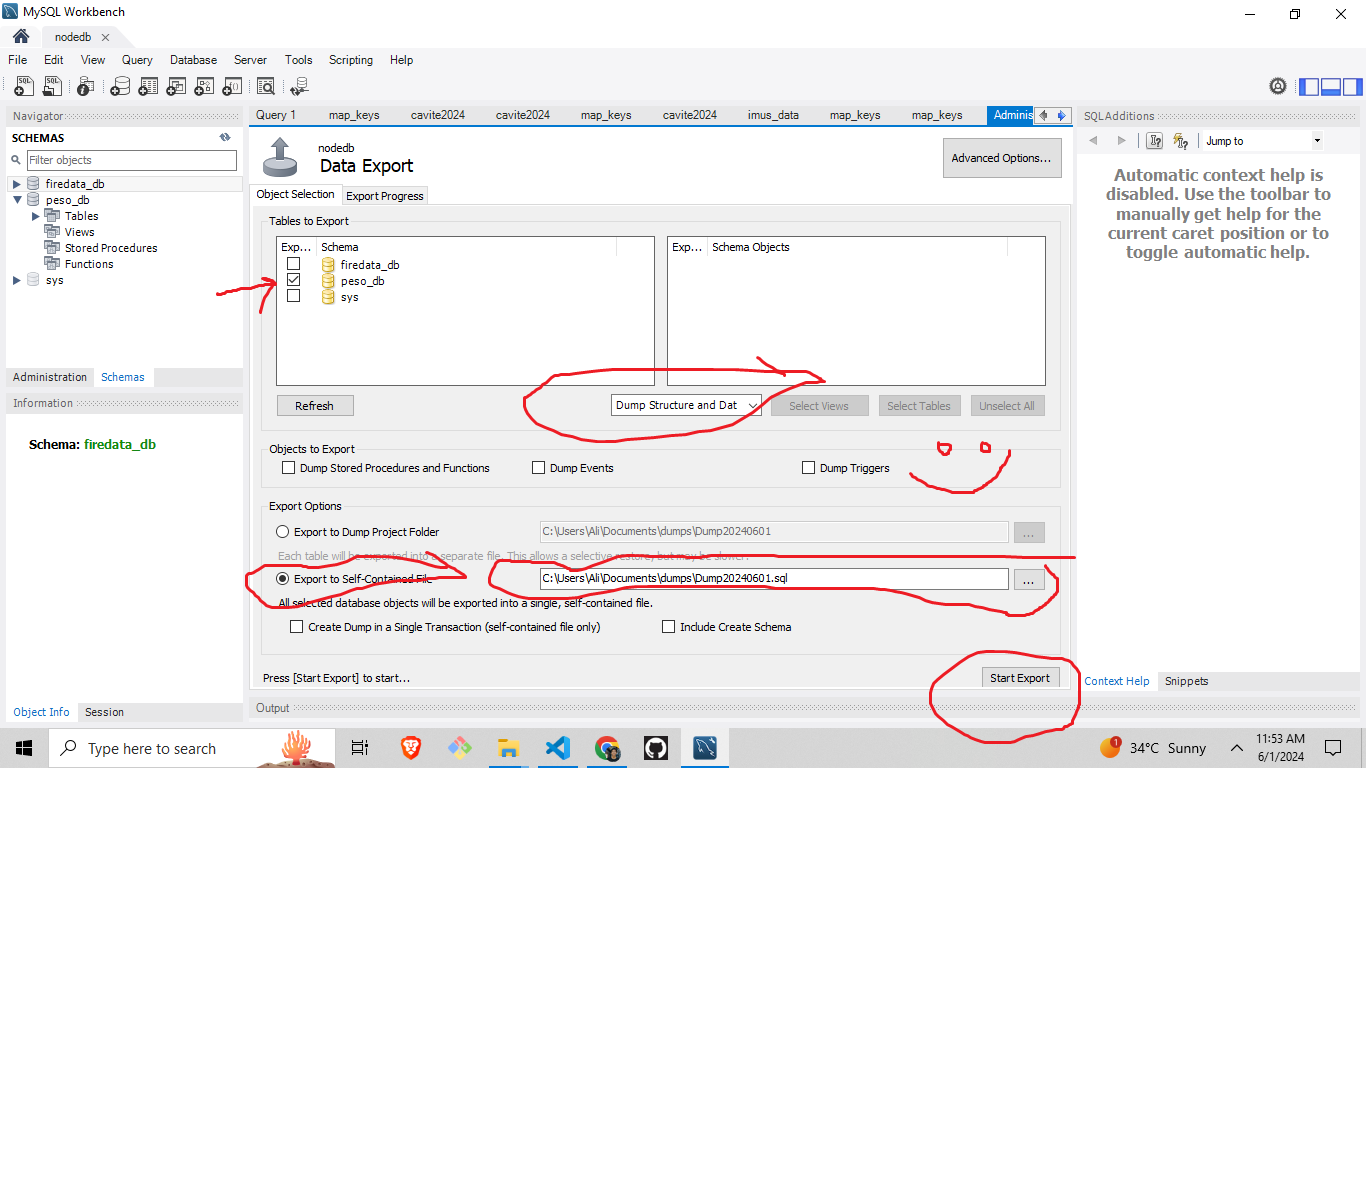 MySQL Workbench
nodedb
File Edit View Query Database Server Tools Scripting Help
Navigator
SCHEMAS
Filter objects
firedata_db
peso_db
Tables
Views
Stored Procedures
Functions
sys
Administration Schemas
Information
Schema: firedata_db
Object Info Session
Query 1 map_keys cavite2024 cavite2024 map_keys cavite2024 imus_data map_keys map_keys Adminis
nodedb
Data Export
Advanced Options...
Object Selection Export Progress
Tables to Export
Exp... Schema
firedata_db
peso_db
sys
Exp... Schema Objects
Refresh Dump Structure and Dat Select Views Select Tables Unselect All
Objects to Export
Dump Stored Procedures and Functions Dump Events Dump Triggers
Export Options
Export to Dump Project Folder C:\Users\Ali\Documents\dumps\Dump20240601 ...
Each table will be exported into a separate file. This allows a selective restore, but may be slower.
Export to Self-Contained File C:\Users\Ali\Documents\dumps\Dump20240601.sql ...
All selected database objects will be exported into a single, self-contained file.
Create Dump in a Single Transaction (self-contained file only) Include Create Schema
Press [Start Export] to start... Start Export
Output
SQLAdditions
Jump to
Automatic context help is
disabled. Use the toolbar to
manually get help for the
current caret position or to
toggle automatic help.
Context Help Snippets
Type here to search
1
34°C Sunny
11:53 AM
6/1/2024